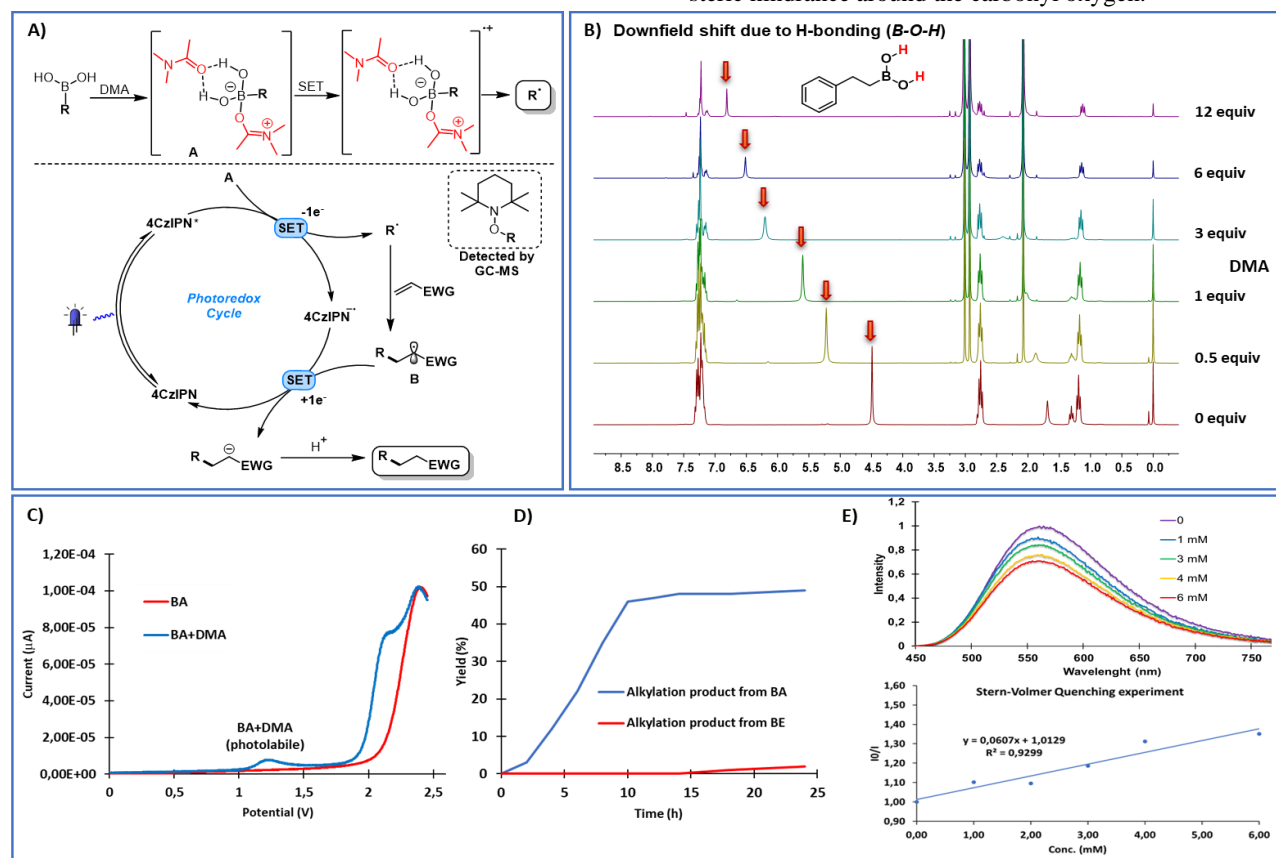 steric hindrance around the carbonyl oxygen.
A)
HO OH
B
R
DMA
N O H O
H O B R
O
N
A
SET
•+
N O H O
H O B R
O
N
R•
A
4CzIPN*
-1e-
SET
R•
N
O
R
Detected by
GC-MS
EWG
Photoredox
Cycle
4CzIPN
R EWG
B
SET
+1e-
4CzIPN
R EWG
H+
R EWG
B) Downfield shift due to H-bonding (B-O-H)
H
O
B O H
12 equiv
6 equiv
3 equiv
DMA
1 equiv
0.5 equiv
0 equiv
8.5 8.0 7.5 7.0 6.5 6.0 5.5 5.0 4.5 4.0 3.5 3.0 2.5 2.0 1.5 1.0 0.5 0.0
C)
1,20E-04
1,00E-04
8,00E-05
6,00E-05
4,00E-05
2,00E-05
0,00E+00
Current (µA)
BA
BA+DMA
BA+DMA
(photolabile)
0 0,5 1 1,5 2 2,5
Potential (V)
D)
60
50
40
30
20
10
0
Yield (%)
Alkylation product from BA
Alkylation product from BE
0 5 10 15 20 25
Time (h)
E)
1,2
1
0,8
0,6
0,4
0,2
0
Intensity
0
1 mM
3 mM
4 mM
6 mM
450 500 550 600 650 700 750
Wavelenght (nm)
Stern-Volmer Quenching experiment
1,60
1,50
1,40
1,30
1,20
1,10
1,00
0,90
I0/I
y = 0,0607x + 1,0129
R² = 0,9299
0,00 1,00 2,00 3,00 4,00 5,00 6,00
Conc. (mM)